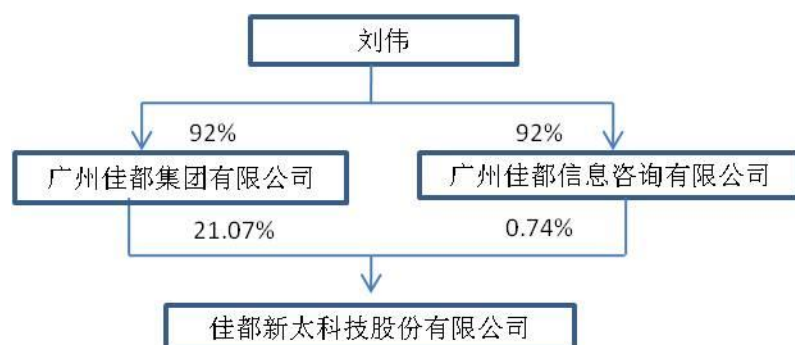 刘伟
92%
92%
广州佳都集团有限公司
广州佳都信息咨询有限公司
21.07%
0.74%
佳都新太科技股份有限公司